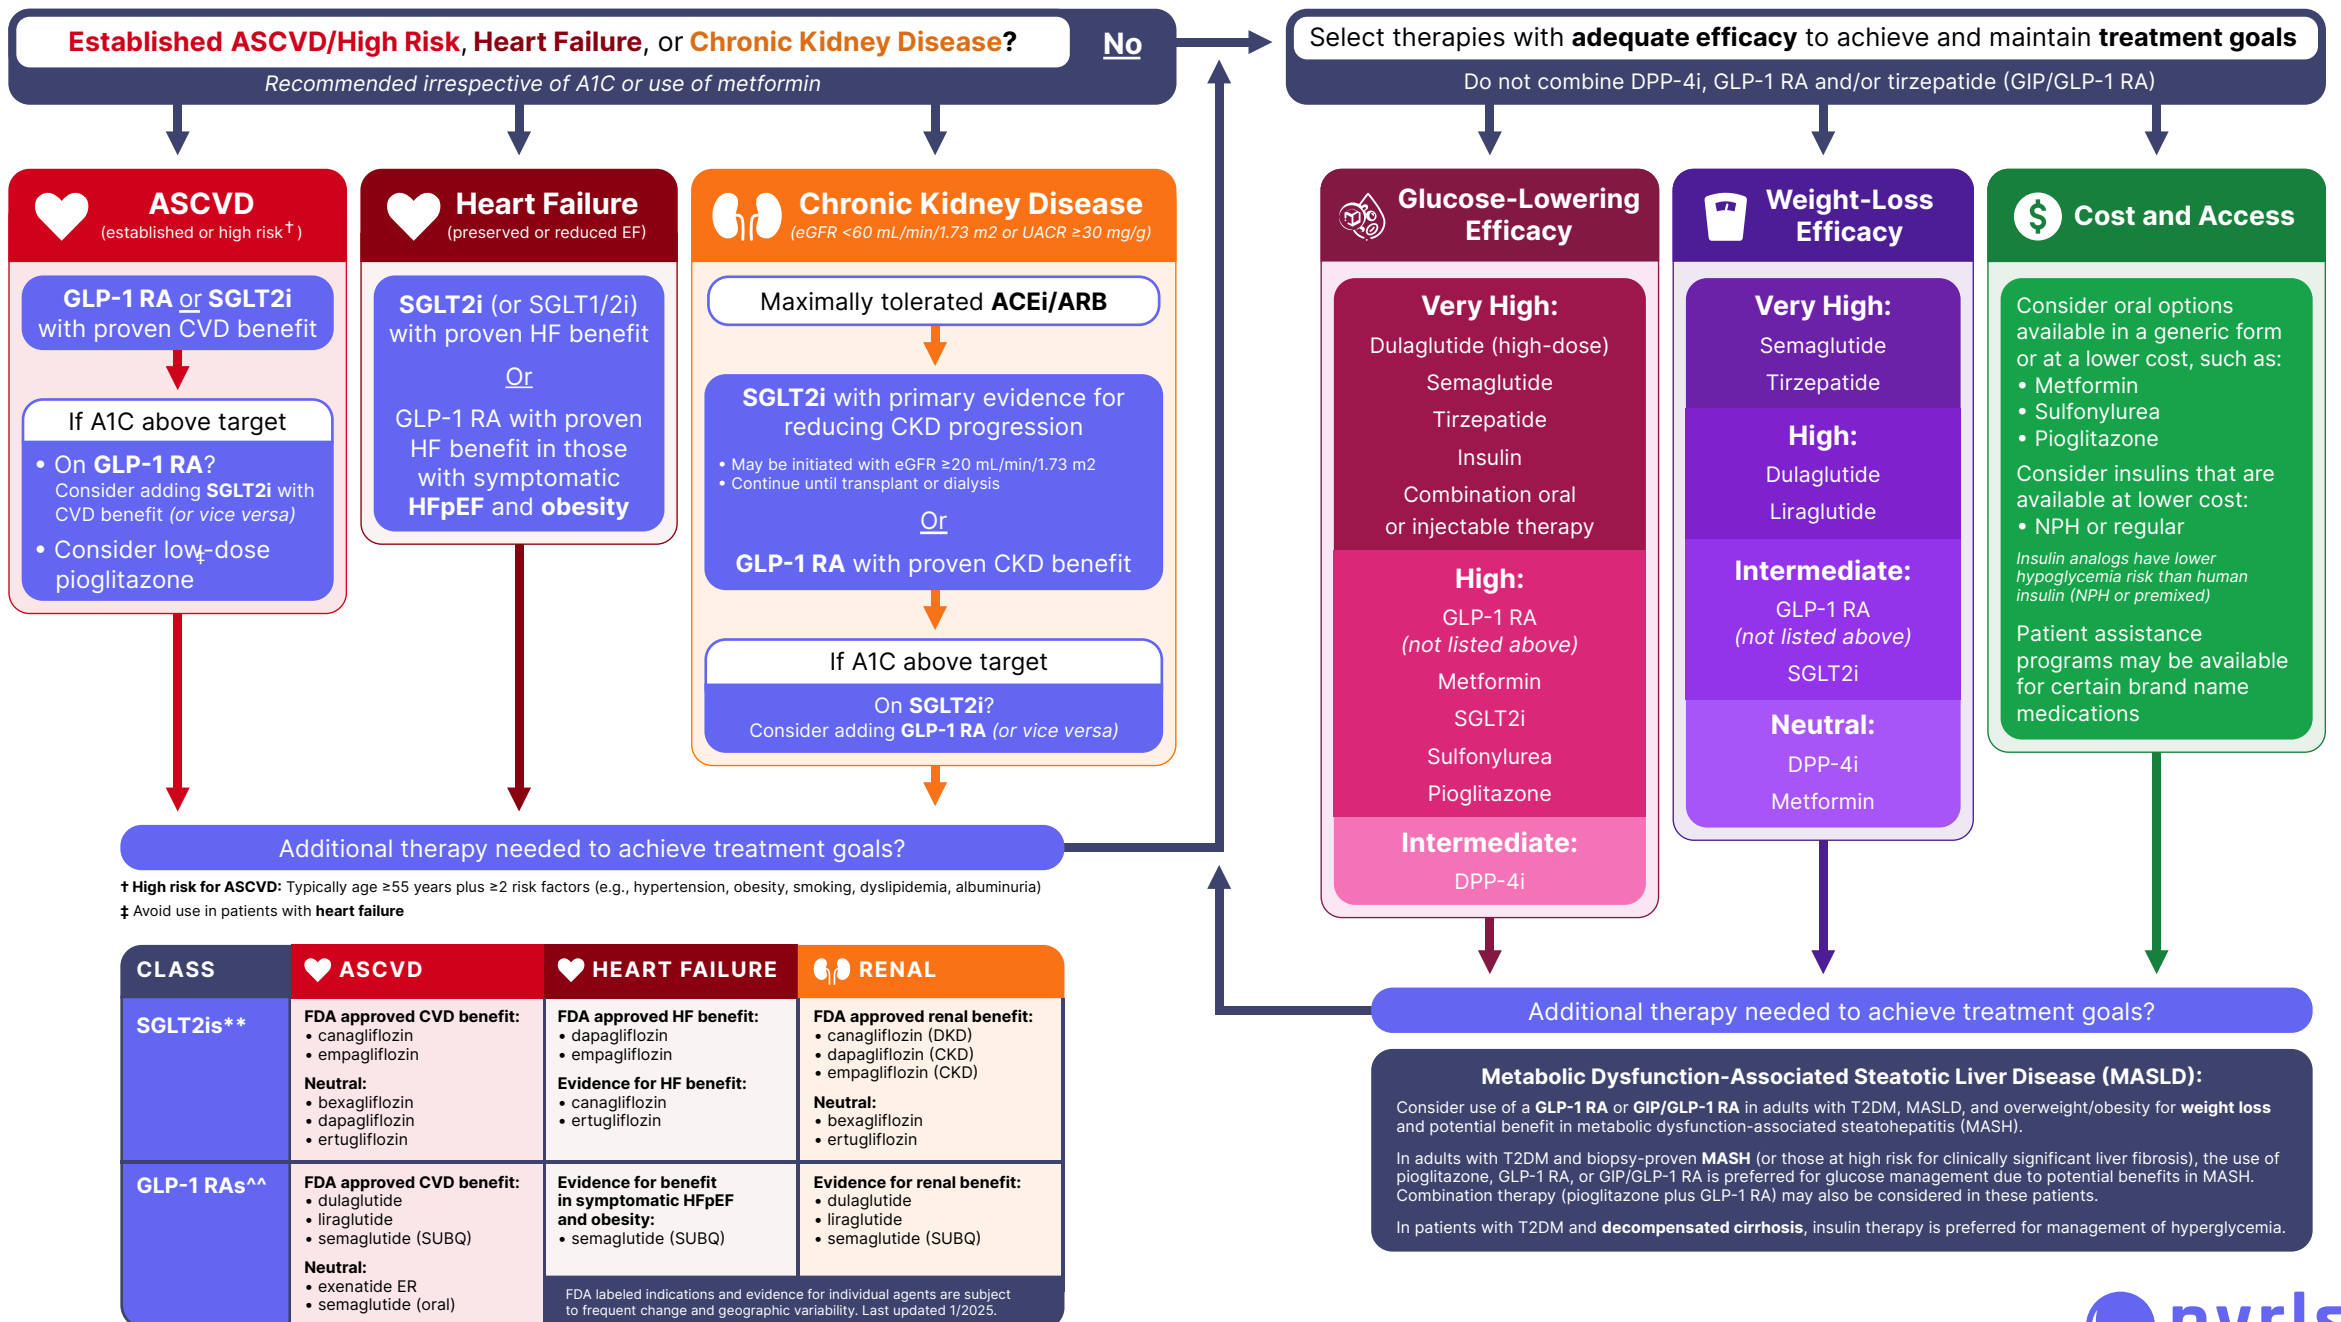 Established ASCVD/High Risk, Heart Failure, or Chronic Kidney Disease?
No
Recommended irrespective of A1C or use of metformin
Select therapies with adequate efficacy to achieve and maintain treatment goals
Do not combine DPP-4i, GLP-1 RA and/or tirzepatide (GIP/GLP-1 RA)
ASCVD
(established or high risk†)
GLP-1 RA or SGLT2i
with proven CVD benefit
If A1C above target
• On GLP-1 RA?
Consider adding SGLT2i with
CVD benefit (or vice versa)
• Consider low-dose
pioglitazone‡
Heart Failure
(preserved or reduced EF)
SGLT2i (or SGLT1/2i)
with proven HF benefit
Or
GLP-1 RA with proven
HF benefit in those
with symptomatic
HFpEF and obesity
Chronic Kidney Disease
(eGFR <60 mL/min/1.73 m2 or UACR ≥30 mg/g)
Maximally tolerated ACEi/ARB
SGLT2i with primary evidence for
reducing CKD progression
• May be initiated with eGFR ≥20 mL/min/1.73 m2
• Continue until transplant or dialysis
Or
GLP-1 RA with proven CKD benefit
If A1C above target
On SGLT2i?
Consider adding GLP-1 RA (or vice versa)
Glucose-Lowering
Efficacy
Very High:
Dulaglutide (high-dose)
Semaglutide
Tirzepatide
Insulin
Combination oral
or injectable therapy
High:
GLP-1 RA
(not listed above)
Metformin
SGLT2i
Sulfonylurea
Pioglitazone
Intermediate:
DPP-4i
Weight-Loss
Efficacy
Very High:
Semaglutide
Tirzepatide
High:
Dulaglutide
Liraglutide
Intermediate:
GLP-1 RA
(not listed above)
SGLT2i
Neutral:
DPP-4i
Metformin
Cost and Access
Consider oral options
available in a generic form
or at a lower cost, such as:
• Metformin
• Sulfonylurea
• Pioglitazone
Consider insulins that are
available at lower cost:
• NPH or regular
Insulin analogs have lower
hypoglycemia risk than human
insulin (NPH or premixed)
Patient assistance
programs may be available
for certain brand name
medications
Additional therapy needed to achieve treatment goals?
† High risk for ASCVD: Typically age ≥55 years plus ≥2 risk factors (e.g., hypertension, obesity, smoking, dyslipidemia, albuminuria)
‡ Avoid use in patients with heart failure
CLASS
ASCVD
HEART FAILURE
RENAL
SGLT2is**
FDA approved CVD benefit:
• canagliflozin
• empagliflozin
Neutral:
• bexagliflozin
• dapagliflozin
• ertugliflozin
FDA approved HF benefit:
• dapagliflozin
• empagliflozin
Evidence for HF benefit:
• canagliflozin
• ertugliflozin
FDA approved renal benefit:
• canagliflozin (DKD)
• dapagliflozin (CKD)
• empagliflozin (CKD)
Neutral:
• bexagliflozin
• ertugliflozin
GLP-1 RAs^^
FDA approved CVD benefit:
• dulaglutide
• liraglutide
• semaglutide (SUBQ)
Neutral:
• exenatide ER
• semaglutide (oral)
Evidence for benefit
in symptomatic HFpEF
and obesity:
• semaglutide (SUBQ)
Evidence for renal benefit:
• dulaglutide
• liraglutide
• semaglutide (SUBQ)
FDA labeled indications and evidence for individual agents are subject
to frequent change and geographic variability. Last updated 1/2025.
Additional therapy needed to achieve treatment goals?
Metabolic Dysfunction-Associated Steatotic Liver Disease (MASLD):
Consider use of a GLP-1 RA or GIP/GLP-1 RA in adults with T2DM, MASLD, and overweight/obesity for weight loss
and potential benefit in metabolic dysfunction-associated steatohepatitis (MASH).
In adults with T2DM and biopsy-proven MASH (or those at high risk for clinically significant liver fibrosis), the use of
pioglitazone, GLP-1 RA, or GIP/GLP-1 RA is preferred for glucose management due to potential benefits in MASH.
Combination therapy (pioglitazone plus GLP-1 RA) may also be considered in these patients.
In patients with T2DM and decompensated cirrhosis, insulin therapy is preferred for management of hyperglycemia.